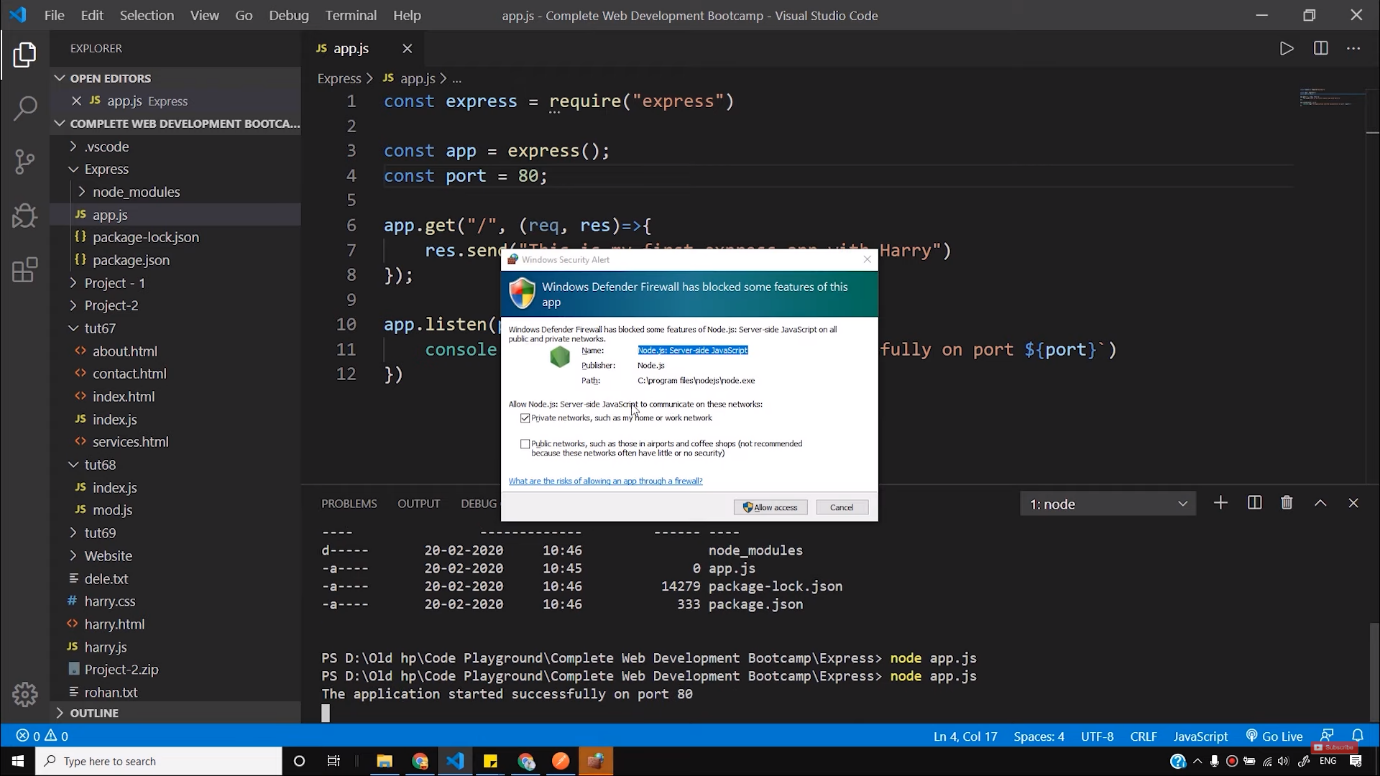 File Edit Selection View Go Debug Terminal Help app.js - Complete Web Development Bootcamp - Visual Studio Code
EXPLORER
OPEN EDITORS
app.js Express
COMPLETE WEB DEVELOPMENT BOOTCA...
.vscode
Express
node_modules
app.js
package-lock.json
package.json
Project - 1
Project-2
tut67
about.html
contact.html
index.html
index.js
services.html
tut68
index.js
mod.js
tut69
Website
dele.txt
harry.css
harry.html
harry.js
Project-2.zip
rohan.txt
OUTLINE
JS app.js
Express > JS app.js > ...
1 const express = require("express")
2
3 const app = express();
4 const port = 80;
5
6 app.get("/", (req, res)=>{
7 res.send("This is my first express app with Harry")
8 });
9
10 app.listen(
11 console fully on port ${port}`)
12 })
Windows Security Alert
Windows Defender Firewall has blocked some features of this
app
Windows Defender Firewall has blocked some features of Node.js: Server-side JavaScript on all
public and private networks.
Name: Node.js: Server-side JavaScript
Publisher: Node.js
Path: C:\program files\nodejs\node.exe
Allow Node.js: Server-side JavaScript to communicate on these networks:
Private networks, such as my home or work network
Public networks, such as those in airports and coffee shops (not recommended
because these networks often have little or no security)
What are the risks of allowing an app through a firewall?
Allow access Cancel
PROBLEMS OUTPUT DEBUG 1: node
---- ------------- ------ ----
d----- 20-02-2020 10:46 node_modules
-a---- 20-02-2020 10:45 0 app.js
-a---- 20-02-2020 10:46 14279 package-lock.json
-a---- 20-02-2020 10:46 333 package.json
PS D:\Old hp\Code Playground\Complete Web Development Bootcamp\Express> node app.js
PS D:\Old hp\Code Playground\Complete Web Development Bootcamp\Express> node app.js
The application started successfully on port 80
0 0 Ln 4, Col 17 Spaces: 4 UTF-8 CRLF JavaScript Go Live
Subscribe
Type here to search ENG